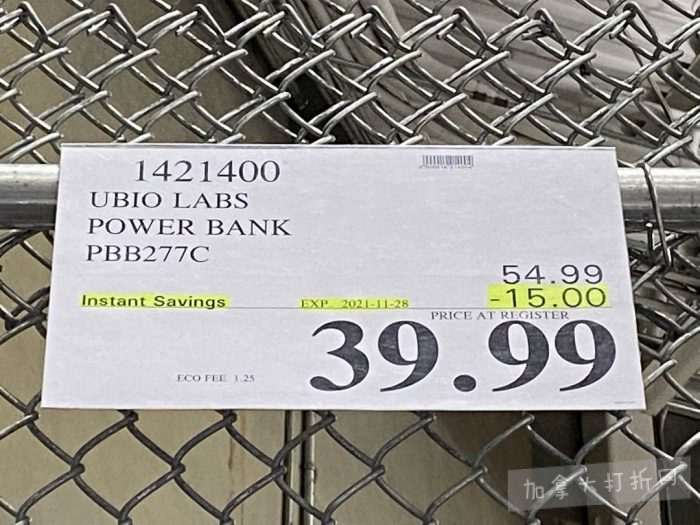 1421400
UBIO LABS
POWER BANK
PBB277C
54.99
Instant Savings EXP. 2021-11-28 -15.00
PRICE AT REGISTER
39.99
ECO FEE 1.25
加拿大打折网